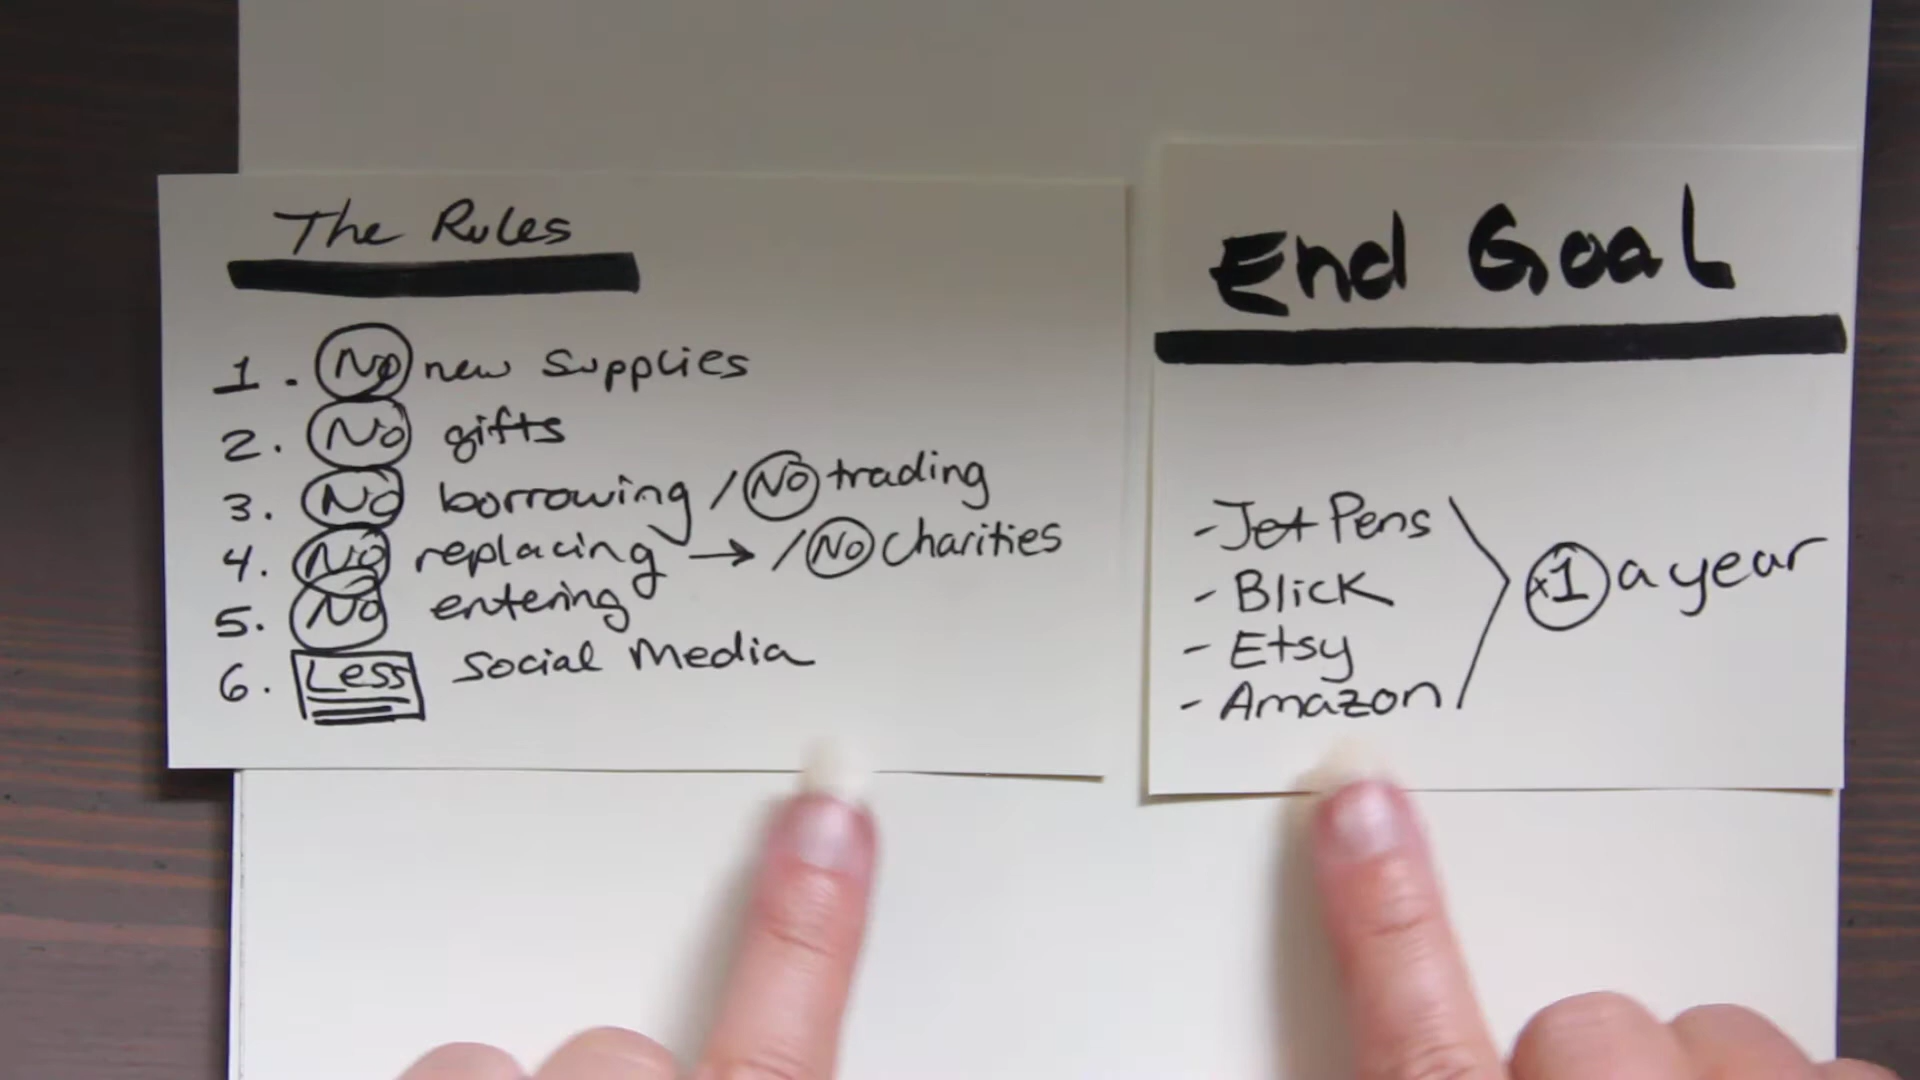 The Rules
1. No new supplies
2. No gifts
3. No borrowing / No trading
4. No replacing → / No charities
5. No entering
6. Less Social Media
End Goal
- Jet Pens
- Blick
- Etsy
- Amazon
x1 a year